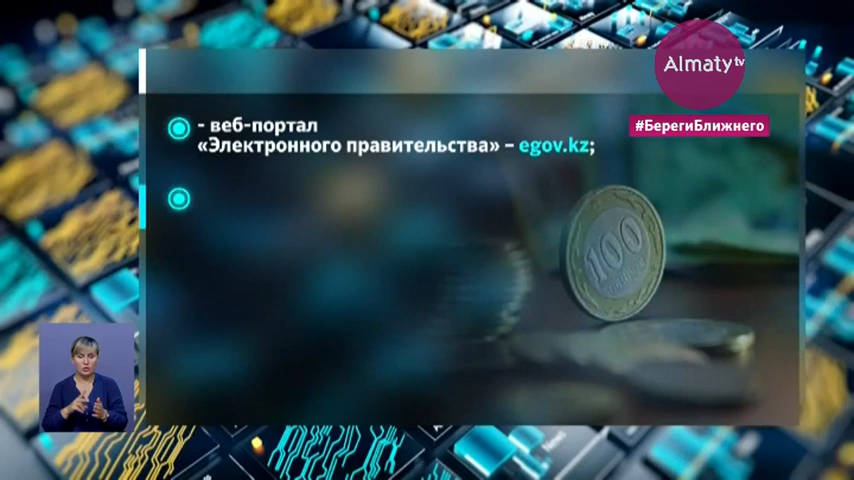 Almaty tv
#БерегиБлижнего
- веб-портал
«Электронного правительства» – egov.kz;
100